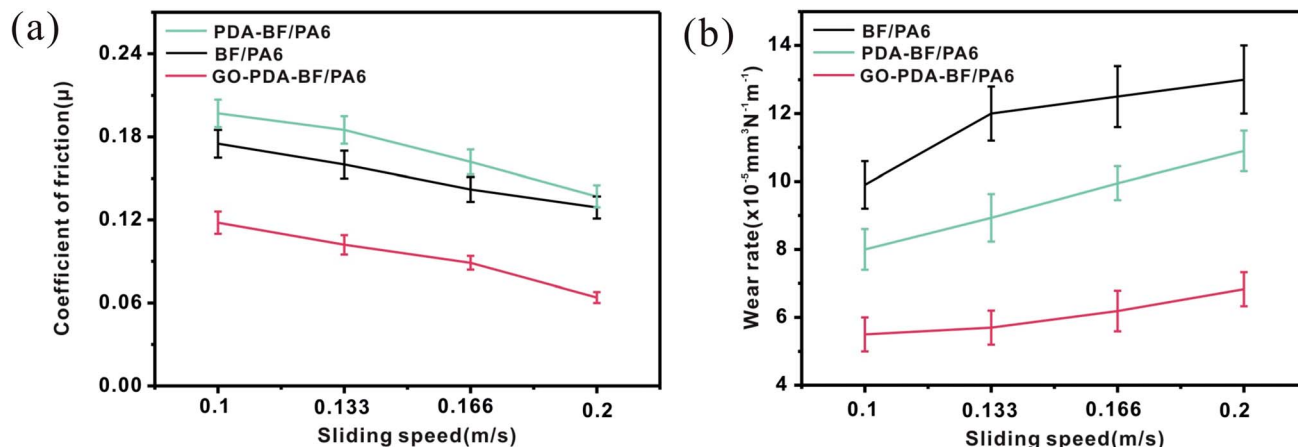 (a)
PDA-BF/PA6
BF/PA6
GO-PDA-BF/PA6
Coefficient of friction(μ)
0.24
0.18
0.12
0.06
0.00
0.1 0.133 0.166 0.2
Sliding speed(m/s)
(b)
BF/PA6
PDA-BF/PA6
GO-PDA-BF/PA6
Wear rate(x10⁻⁵mm³N⁻¹m⁻¹)
14
12
10
8
6
4
0.1 0.133 0.166 0.2
Sliding speed(m/s)